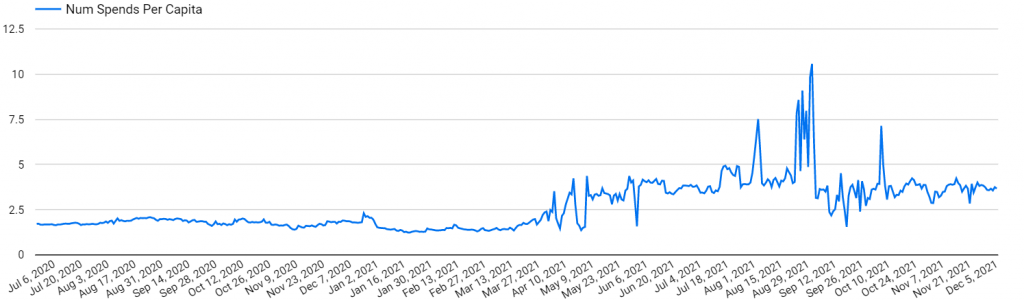 Num Spends Per Capita
12.5
10
7.5
5
2.5
0
Jul 6, 2020
Jul 20, 2020
Aug 3, 2020
Aug 17, 2020
Aug 31, 2020
Sep 14, 2020
Sep 28, 2020
Oct 12, 2020
Oct 26, 2020
Nov 9, 2020
Nov 23, 2020
Dec 7, 2020
Jan 2, 2021
Jan 16, 2021
Jan 30, 2021
Feb 13, 2021
Feb 27, 2021
Mar 13, 2021
Mar 27, 2021
Apr 10, 2021
May 9, 2021
May 23, 2021
Jun 6, 2021
Jun 20, 2021
Jul 4, 2021
Jul 18, 2021
Aug 1, 2021
Aug 15, 2021
Aug 29, 2021
Sep 12, 2021
Sep 26, 2021
Oct 10, 2021
Oct 24, 2021
Nov 7, 2021
Nov 21, 2021
Dec 5, 2021